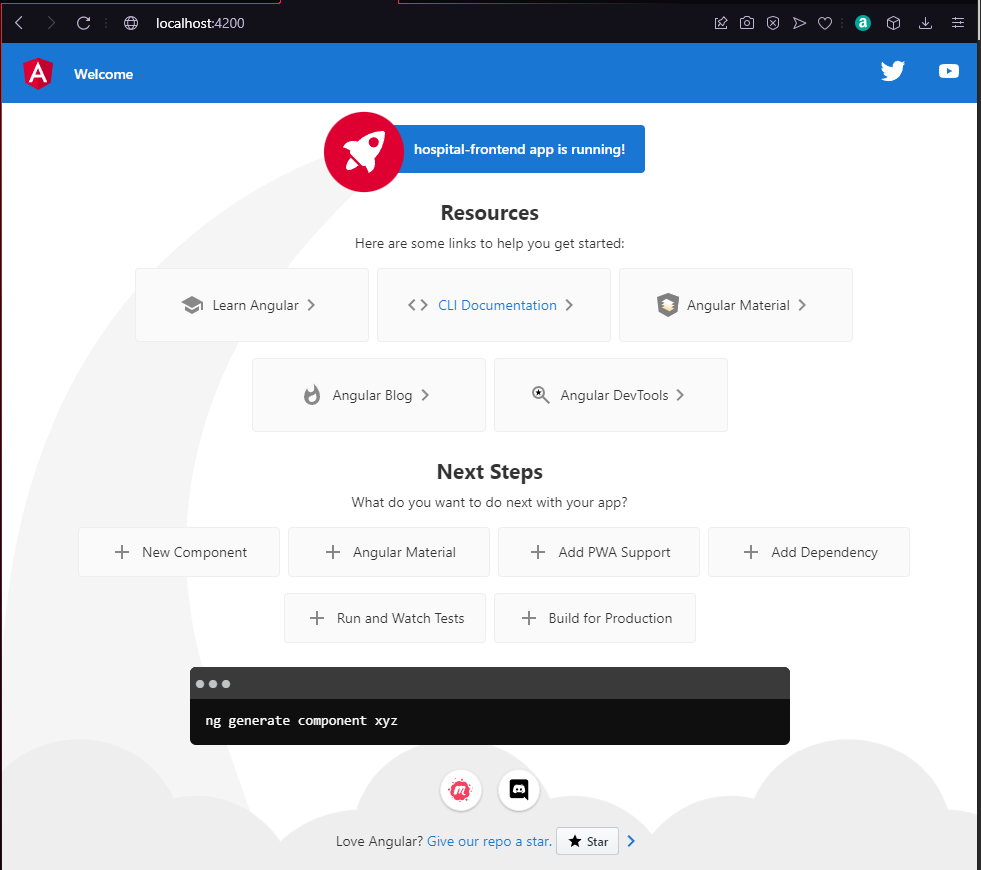 localhost:4200
Welcome
hospital-frontend app is running!
Resources
Here are some links to help you get started:
Learn Angular
CLI Documentation
Angular Material
Angular Blog
Angular DevTools
Next Steps
What do you want to do next with your app?
New Component
Angular Material
Add PWA Support
Add Dependency
Run and Watch Tests
Build for Production
ng generate component xyz
Love Angular? Give our repo a star. Star